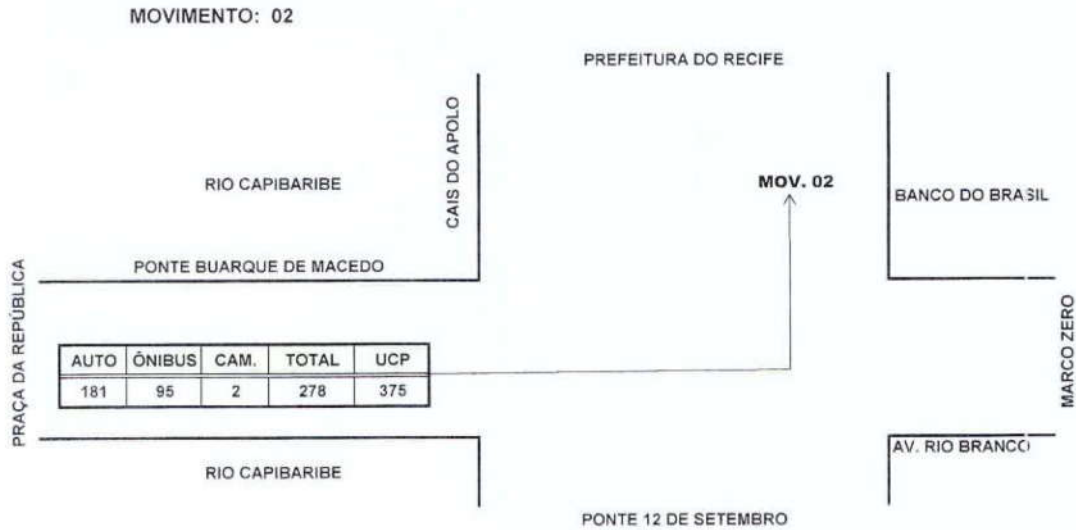 MOVIMENTO: 02
PREFEITURA DO RECIFE
CAIS DO APOLO
RIO CAPIBARIBE
MOV. 02
BANCO DO BRASIL
PONTE BUARQUE DE MACEDO
PRAÇA DA REPÚBLICA
MARCO ZERO
AUTO ÔNIBUS CAM. TOTAL UCP
181 95 2 278 375
AV. RIO BRANCO
RIO CAPIBARIBE
PONTE 12 DE SETEMBRO